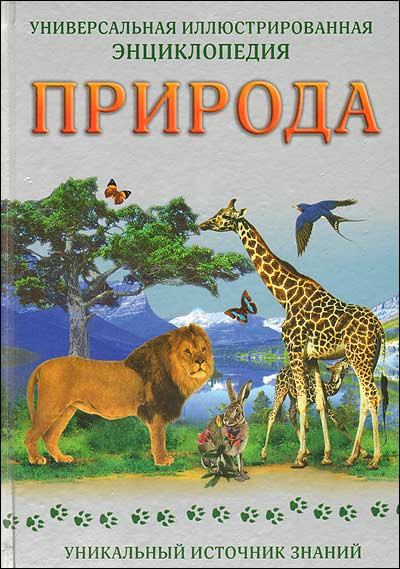 УНИВЕРСАЛЬНАЯ ИЛЛЮСТРИРОВАННАЯ
ЭНЦИКЛОПЕДИЯ
ПРИРОДА
УНИКАЛЬНЫЙ ИСТОЧНИК ЗНАНИЙ